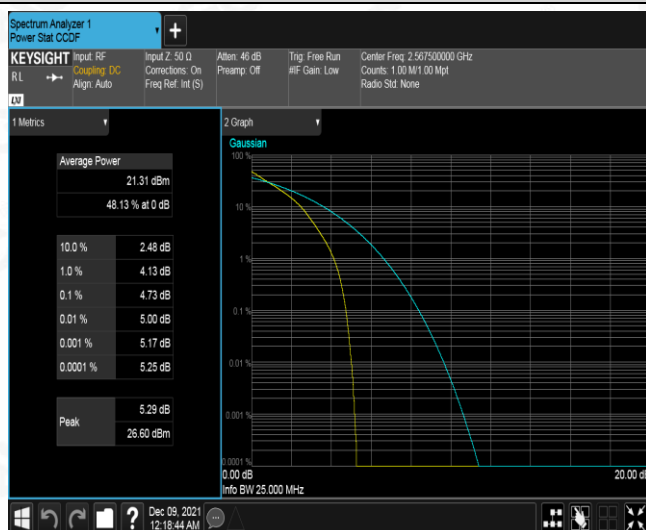 Spectrum Analyzer 1
Power Stat CCDF
+
KEYSIGHT
RL
LXI
Input: RF
Coupling: DC
Align: Auto
Input Z: 50 Ω
Corrections: On
Freq Ref: Int (S)
Atten: 46 dB
Preamp: Off
Trig: Free Run
#IF Gain: Low
Center Freq: 2.567500000 GHz
Counts: 1.00 M/1.00 Mpt
Radio Std: None
1 Metrics
Average Power
21.31 dBm
48.13 % at 0 dB
10.0 % 2.48 dB
1.0 % 4.13 dB
0.1 % 4.73 dB
0.01 % 5.00 dB
0.001 % 5.17 dB
0.0001 % 5.25 dB
Peak
5.29 dB
26.60 dBm
2 Graph
Gaussian
100 %
10 %
1 %
0.1 %
0.01 %
0.001 %
0.0001 %
0.00 dB
20.00 dB
Info BW 25.000 MHz
?
Dec 09, 2021
12:18:44 AM